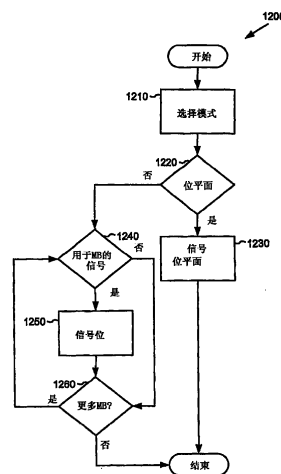 1200
开始
1210
选择模式
1220
位平面
否
是
1240
用于MB的
信号
否
1230
信号
位平面
是
1250
信号位
1260
更多MB?
是
否
结束